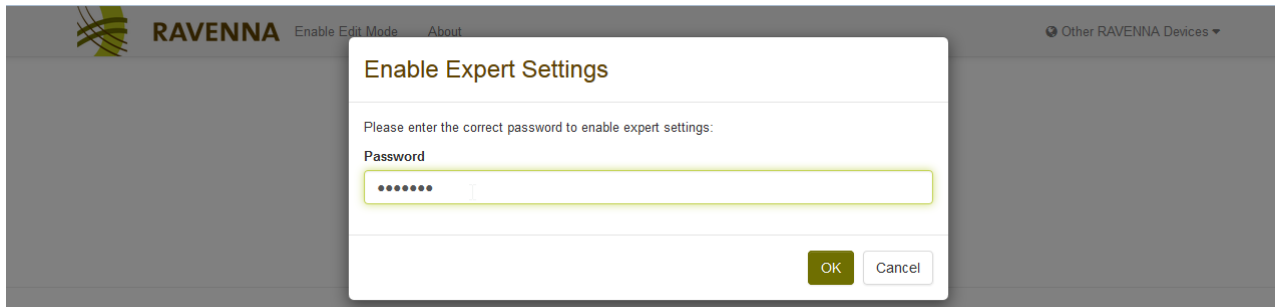 RAVENNA Enable Edit Mode About Other RAVENNA Devices
Enable Expert Settings
Please enter the correct password to enable expert settings:
Password
•••••••
OK Cancel